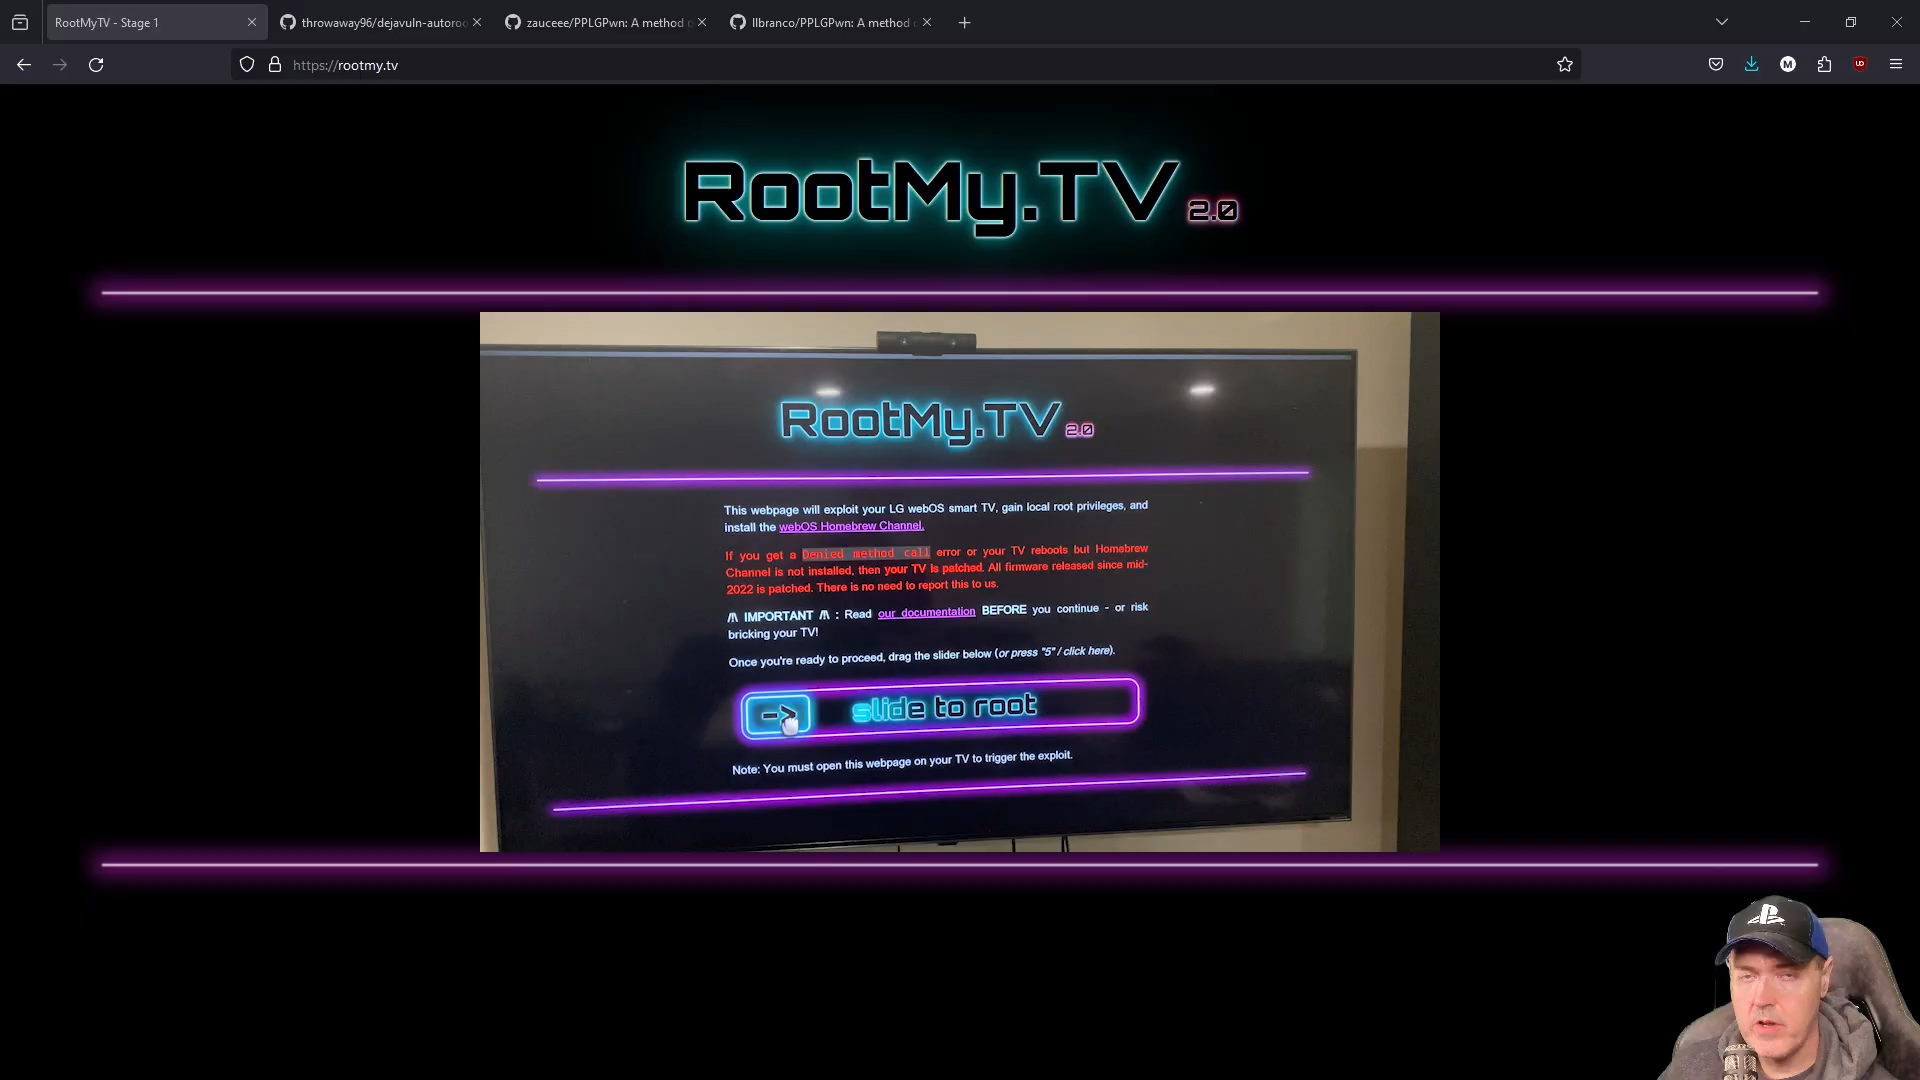 RootMyTV - Stage 1
throwaway96/dejavuln-autoroo
zauceee/PPLGPwn: A method o
llbranco/PPLGPwn: A method o
https://rootmy.tv
M
UD
RootMy.TV 2.0
RootMy.TV 2.0
This webpage will exploit your LG webOS smart TV, gain local root privileges, and
install the webOS Homebrew Channel.
If you get a Denied method call error or your TV reboots but Homebrew
Channel is not installed, then your TV is patched. All firmware released since mid-
2022 is patched. There is no need to report this to us.
/!\ IMPORTANT /!\ : Read our documentation BEFORE you continue - or risk
bricking your TV!
Once you're ready to proceed, drag the slider below (or press "5" / click here).
-> slide to root
Note: You must open this webpage on your TV to trigger the exploit.